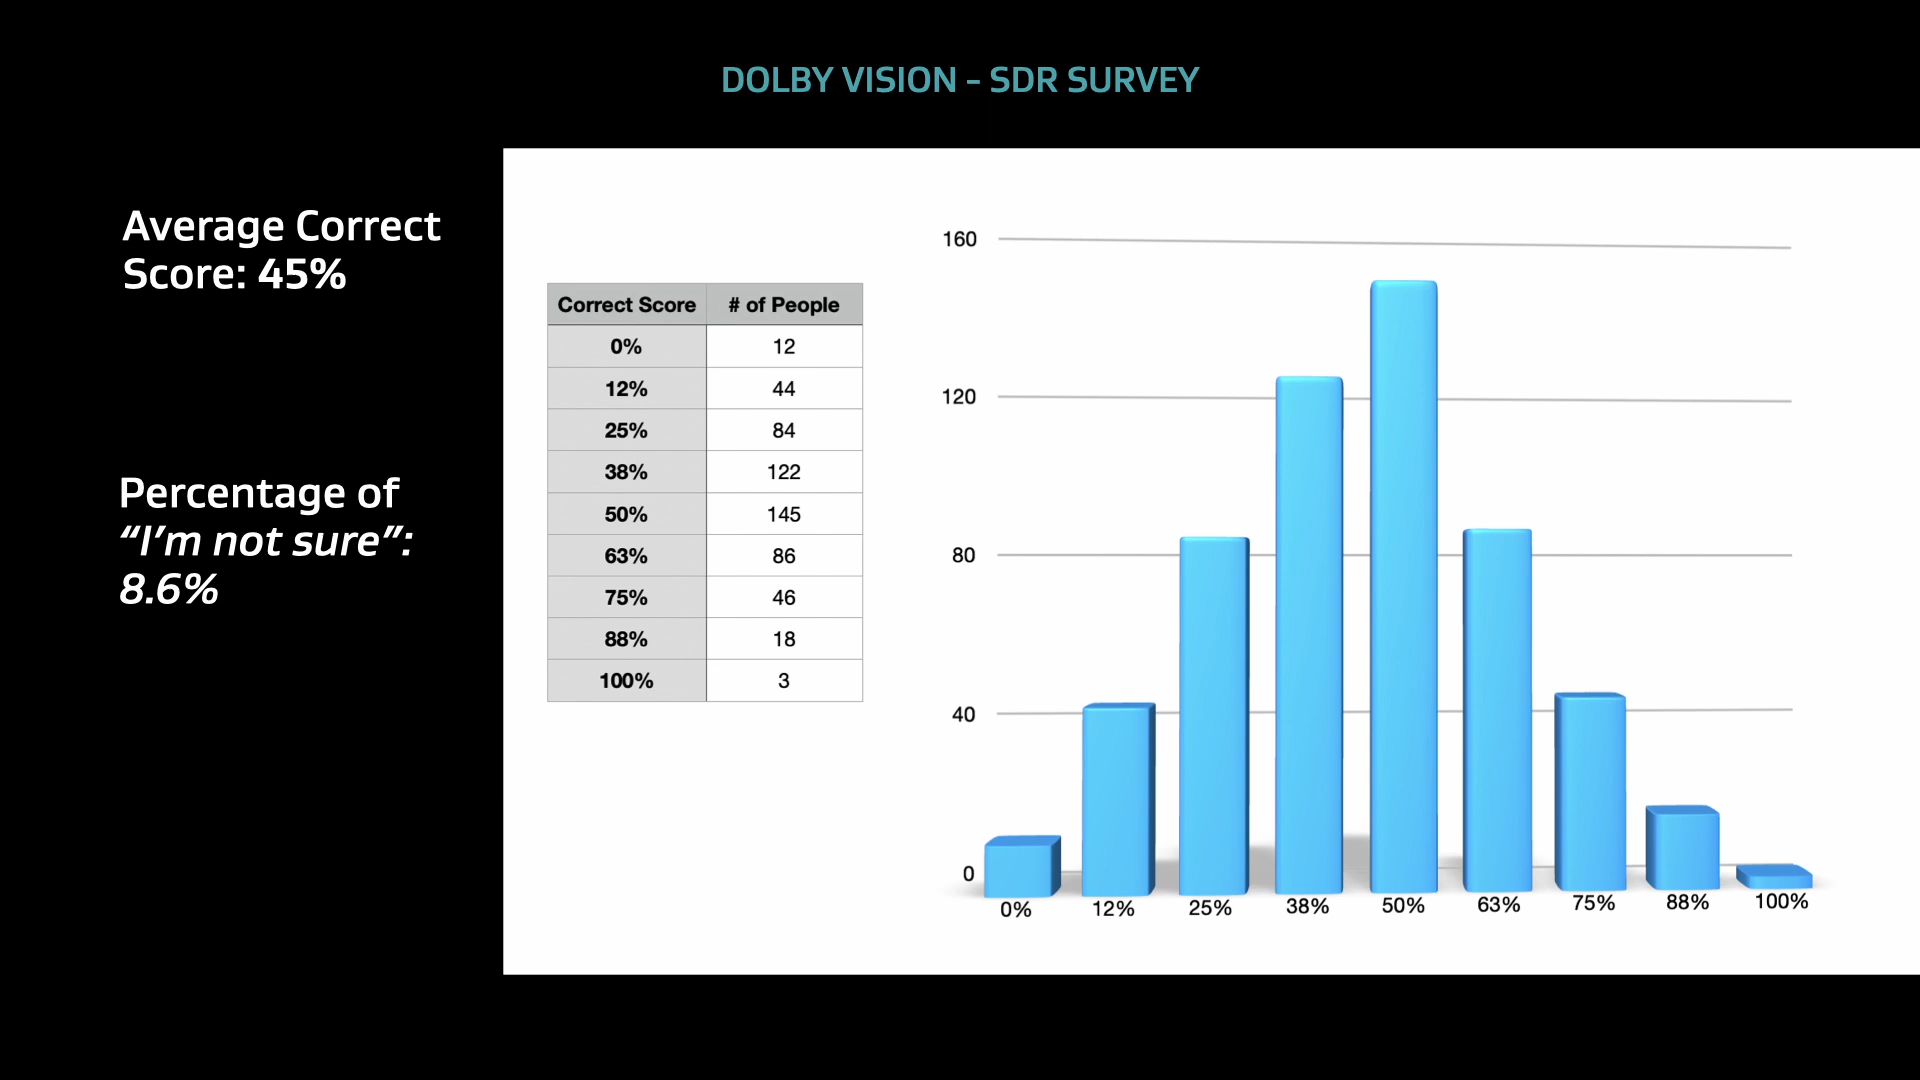 DOLBY VISION – SDR SURVEY
Average Correct
Score: 45%
Percentage of
“I’m not sure”:
8.6%
Correct Score # of People
0% 12
12% 44
25% 84
38% 122
50% 145
63% 86
75% 46
88% 18
100% 3
160
120
80
40
0
0% 12% 25% 38% 50% 63% 75% 88% 100%